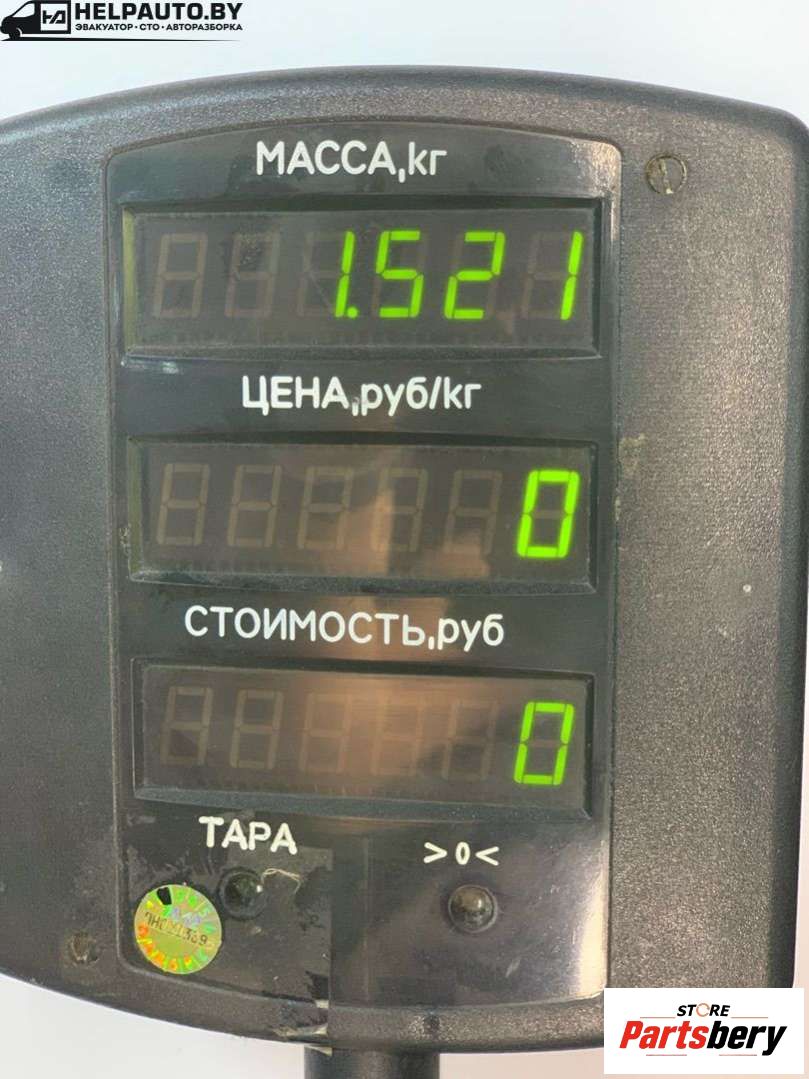 HELPAUTO.BY
ЭВАКУАТОР · СТО · АВТОРАЗБОРКА
МАССА,кг
1.521
ЦЕНА,руб/кг
0
СТОИМОСТЬ,руб
0
ТАРА
>0<
STORE
Partsbery